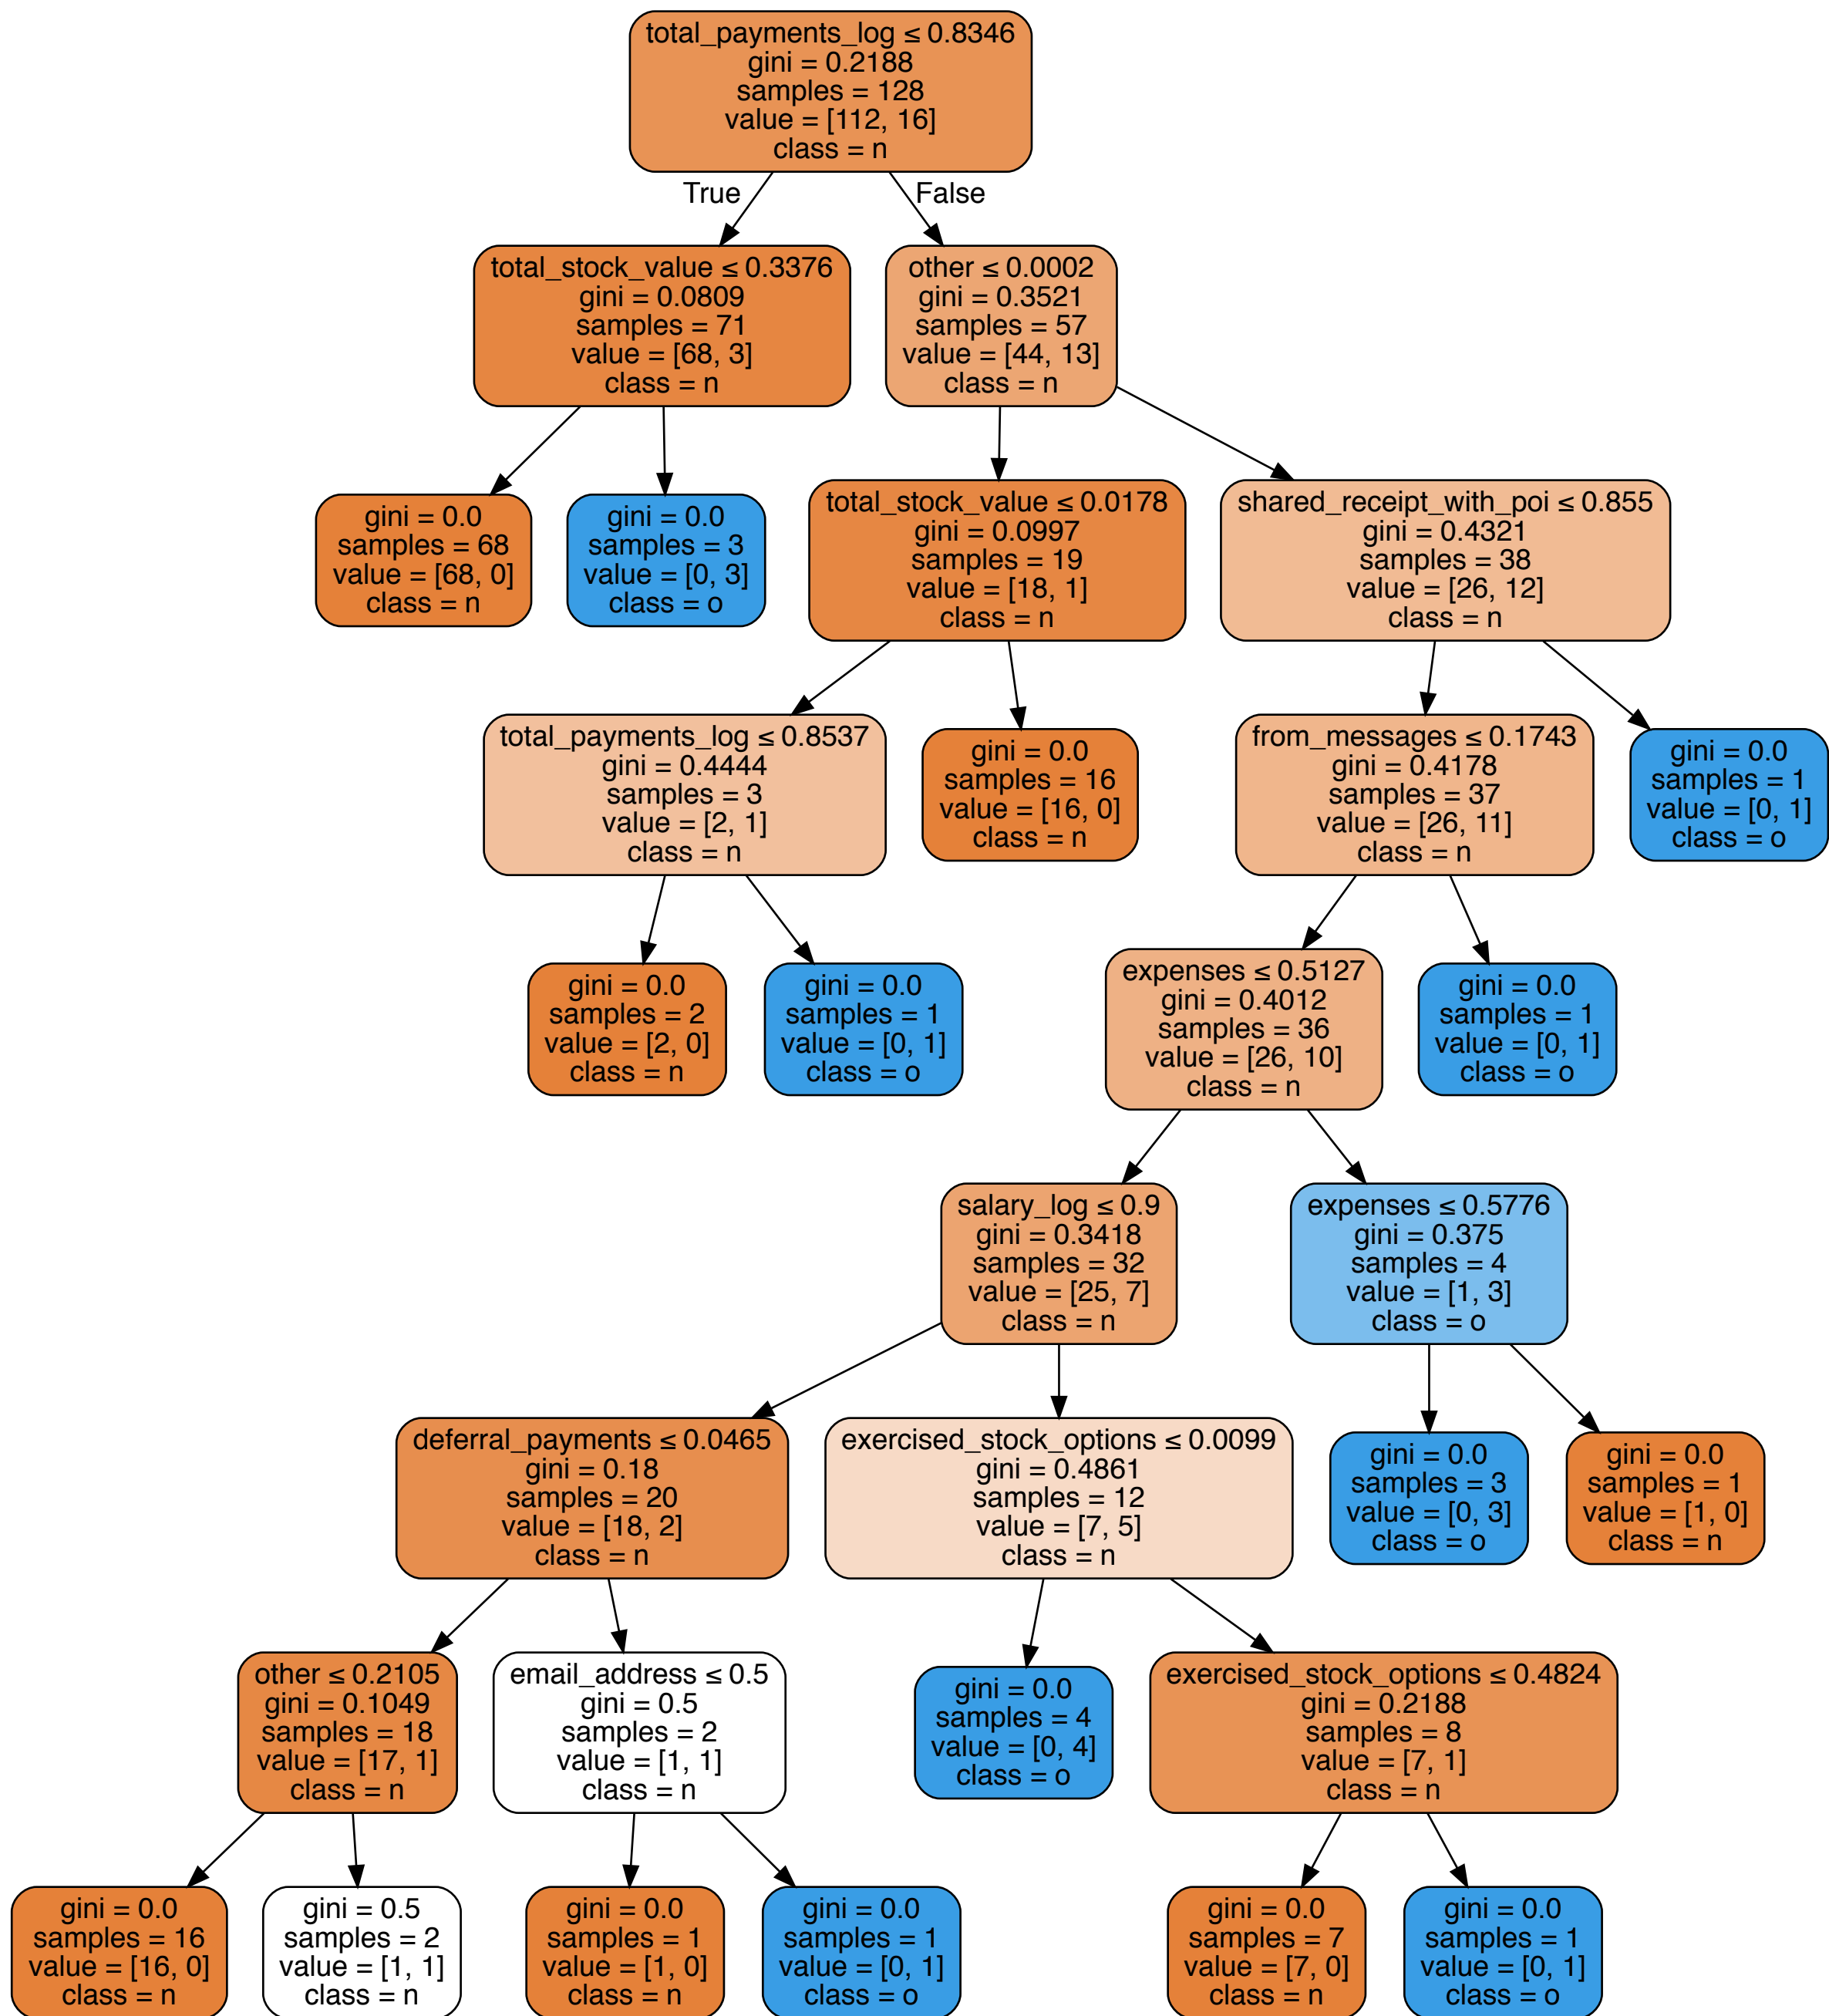 total_payments_log ≤ 0.8346
gini = 0.2188
samples = 128
value = [112, 16]
class = n
True
False
total_stock_value ≤ 0.3376
gini = 0.0809
samples = 71
value = [68, 3]
class = n
other ≤ 0.0002
gini = 0.3521
samples = 57
value = [44, 13]
class = n
gini = 0.0
samples = 68
value = [68, 0]
class = n
gini = 0.0
samples = 3
value = [0, 3]
class = o
total_stock_value ≤ 0.0178
gini = 0.0997
samples = 19
value = [18, 1]
class = n
shared_receipt_with_poi ≤ 0.855
gini = 0.4321
samples = 38
value = [26, 12]
class = n
total_payments_log ≤ 0.8537
gini = 0.4444
samples = 3
value = [2, 1]
class = n
gini = 0.0
samples = 16
value = [16, 0]
class = n
from_messages ≤ 0.1743
gini = 0.4178
samples = 37
value = [26, 11]
class = n
gini = 0.0
samples = 1
value = [0, 1]
class = o
gini = 0.0
samples = 2
value = [2, 0]
class = n
gini = 0.0
samples = 1
value = [0, 1]
class = o
expenses ≤ 0.5127
gini = 0.4012
samples = 36
value = [26, 10]
class = n
gini = 0.0
samples = 1
value = [0, 1]
class = o
salary_log ≤ 0.9
gini = 0.3418
samples = 32
value = [25, 7]
class = n
expenses ≤ 0.5776
gini = 0.375
samples = 4
value = [1, 3]
class = o
deferral_payments ≤ 0.0465
gini = 0.18
samples = 20
value = [18, 2]
class = n
exercised_stock_options ≤ 0.0099
gini = 0.4861
samples = 12
value = [7, 5]
class = n
gini = 0.0
samples = 3
value = [0, 3]
class = o
gini = 0.0
samples = 1
value = [1, 0]
class = n
other ≤ 0.2105
gini = 0.1049
samples = 18
value = [17, 1]
class = n
email_address ≤ 0.5
gini = 0.5
samples = 2
value = [1, 1]
class = n
gini = 0.0
samples = 4
value = [0, 4]
class = o
exercised_stock_options ≤ 0.4824
gini = 0.2188
samples = 8
value = [7, 1]
class = n
gini = 0.0
samples = 16
value = [16, 0]
class = n
gini = 0.5
samples = 2
value = [1, 1]
class = n
gini = 0.0
samples = 1
value = [1, 0]
class = n
gini = 0.0
samples = 1
value = [0, 1]
class = o
gini = 0.0
samples = 7
value = [7, 0]
class = n
gini = 0.0
samples = 1
value = [0, 1]
class = o